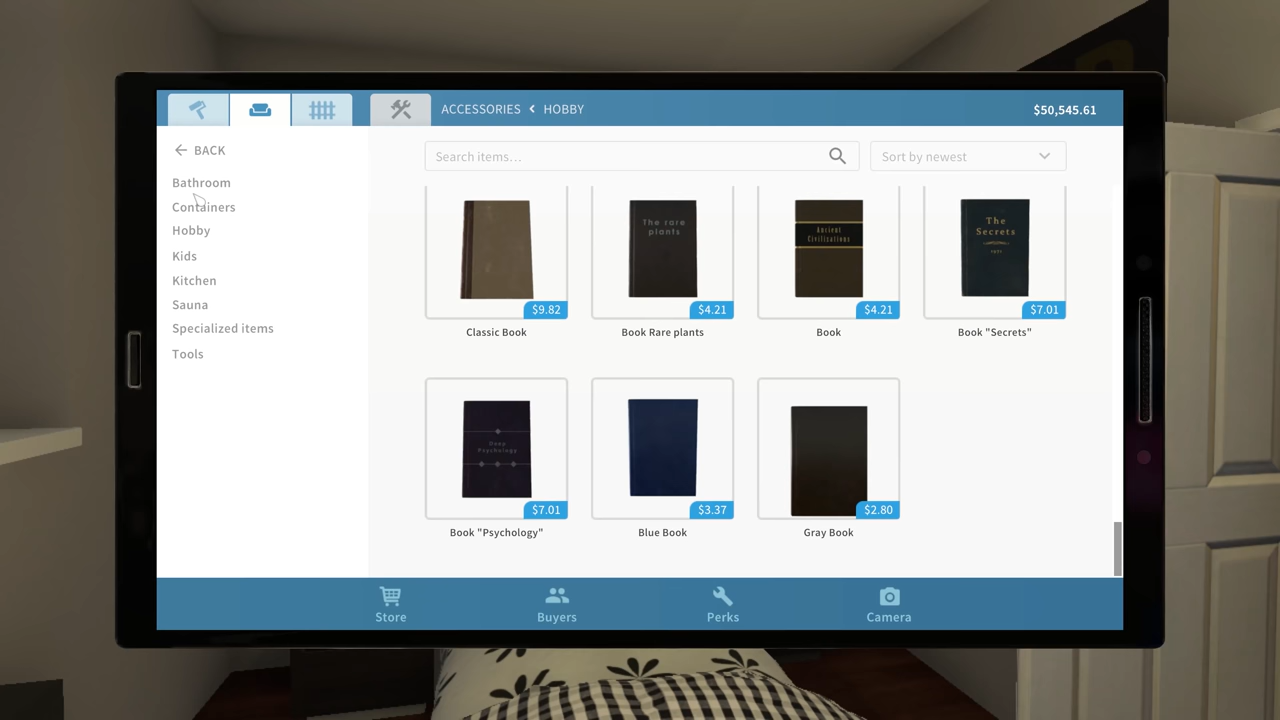 ACCESSORIES < HOBBY
$50,545.61
BACK
Search items...
Sort by newest
Bathroom
Containers
Hobby
Kids
Kitchen
Sauna
Specialized items
Tools
The rare
plants
Ancient
Civilizations
The
Secrets
1951
$9.82
$4.21
$4.21
$7.01
Classic Book
Book Rare plants
Book
Book "Secrets"
Deep
Psychology
$7.01
$3.37
$2.80
Book "Psychology"
Blue Book
Gray Book
Store
Buyers
Perks
Camera